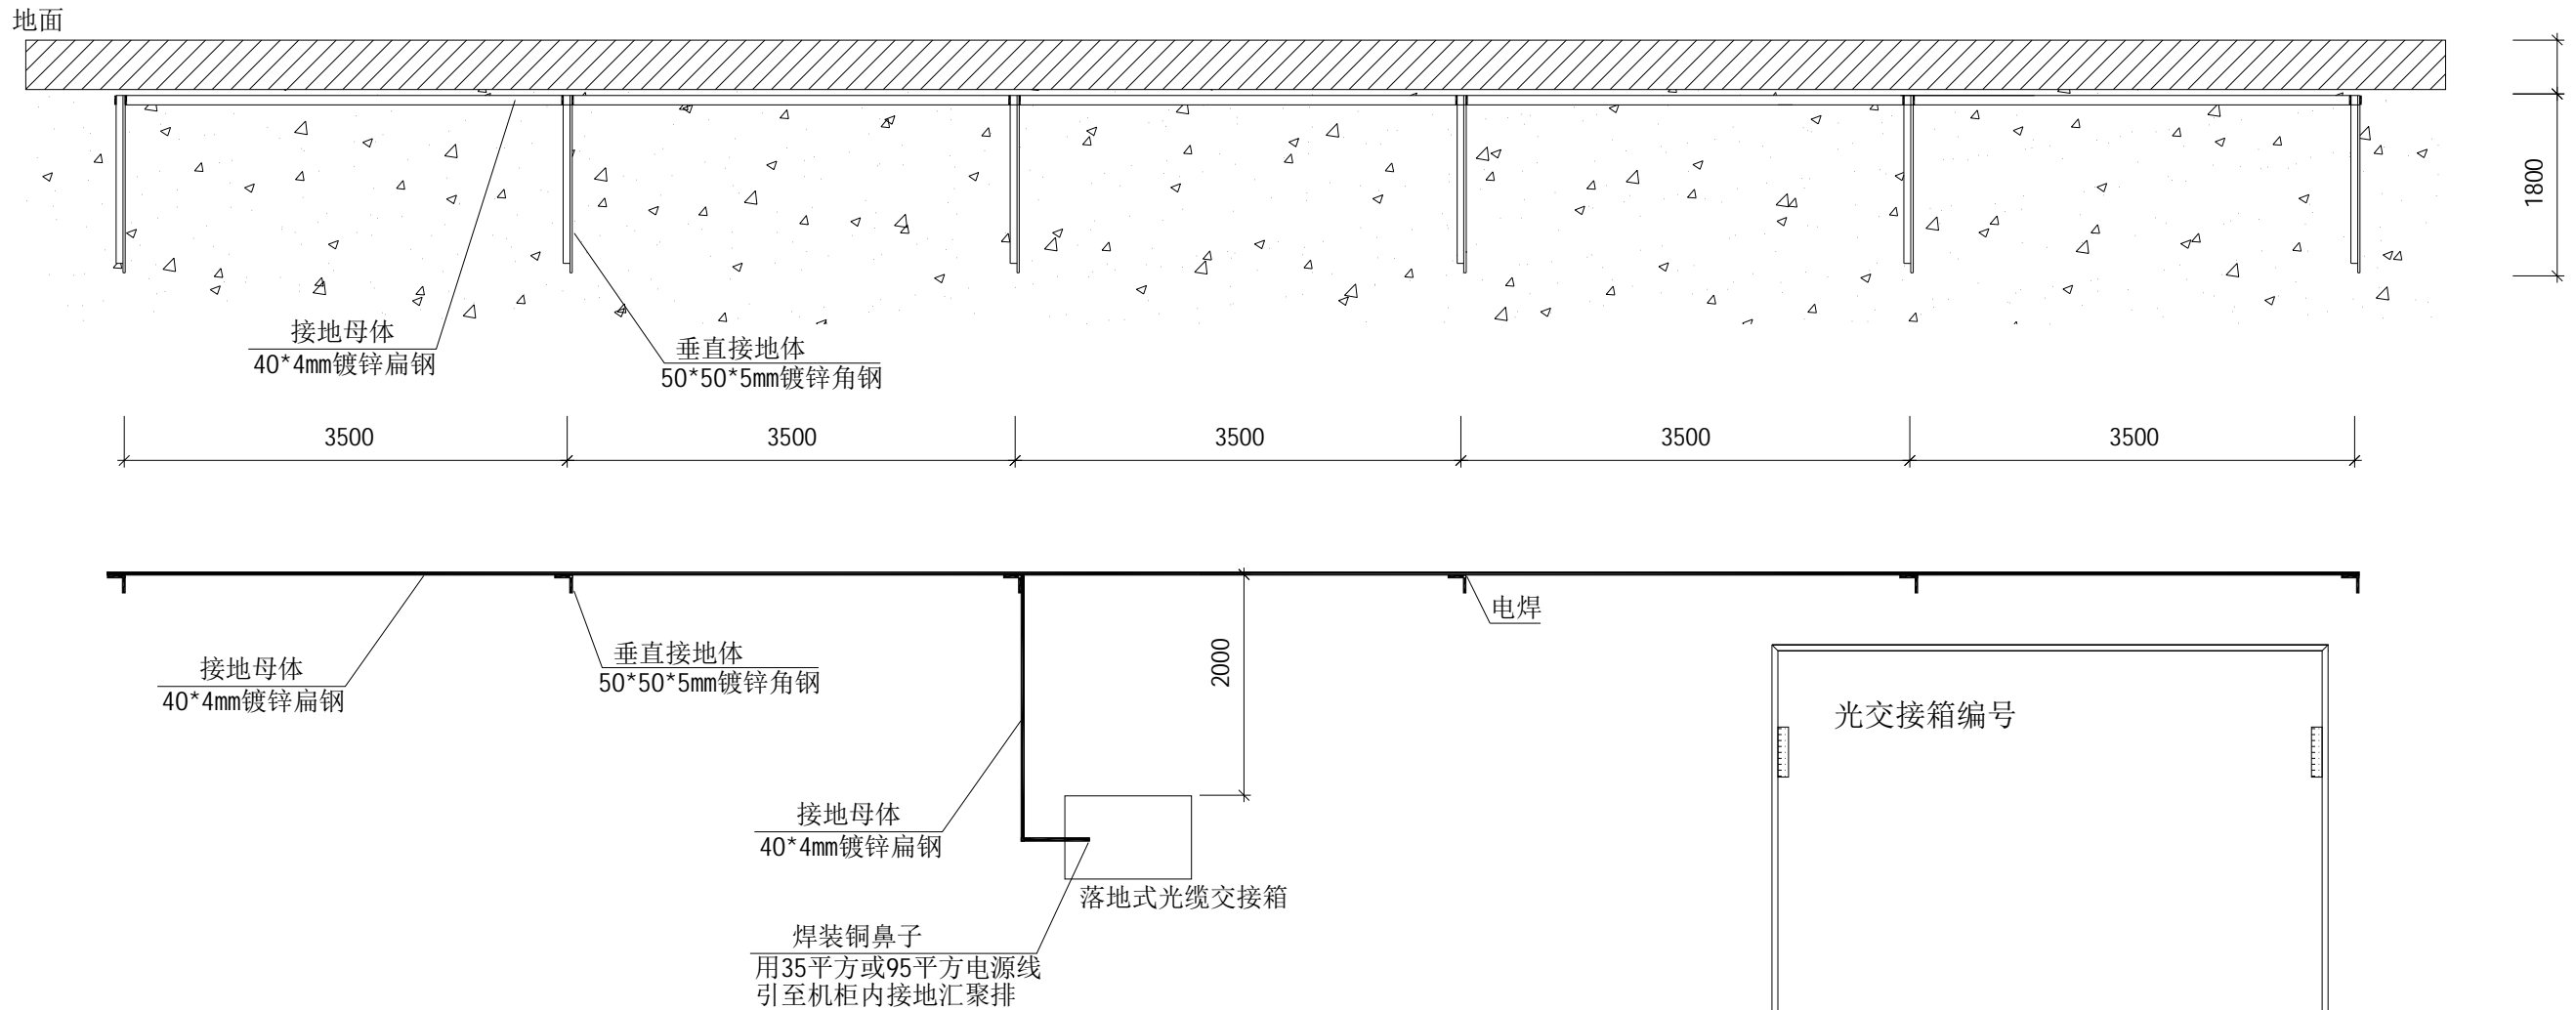 地面
1800
接地母体
40*4mm镀锌扁钢
垂直接地体
50*50*5mm镀锌角钢
3500
3500
3500
3500
3500
电焊
接地母体
40*4mm镀锌扁钢
垂直接地体
50*50*5mm镀锌角钢
2000
光交接箱编号
接地母体
40*4mm镀锌扁钢
落地式光缆交接箱
焊装铜鼻子
用35平方或95平方电源线
引至机柜内接地汇聚排